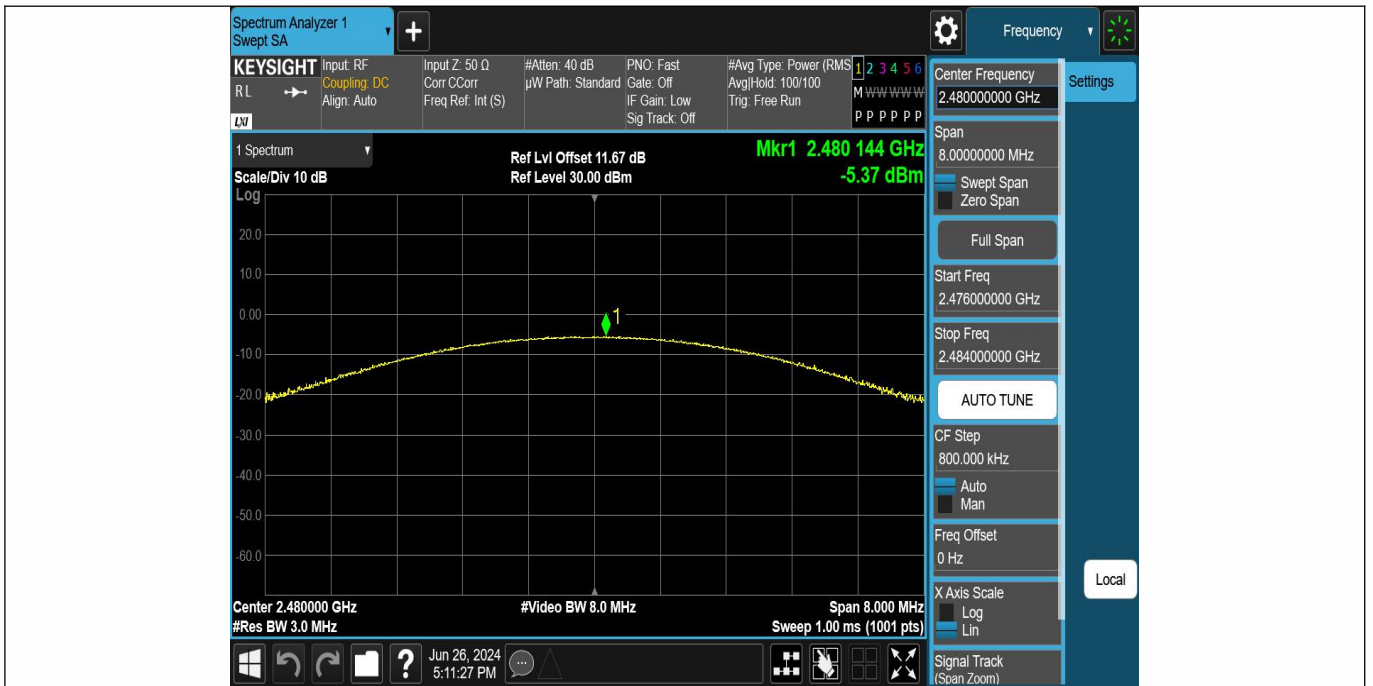 Spectrum Analyzer 1
Swept SA
Frequency
KEYSIGHT
RL
LXI
Input: RF
Coupling: DC
Align: Auto
Input Z: 50 Ω
Corr CCorr
Freq Ref: Int (S)
#Atten: 40 dB
µW Path: Standard
PNO: Fast
Gate: Off
IF Gain: Low
Sig Track: Off
#Avg Type: Power (RMS
Avg|Hold: 100/100
Trig: Free Run
1 2 3 4 5 6
M W W W W W
P P P P P P
1 Spectrum
Scale/Div 10 dB
Ref Lvl Offset 11.67 dB
Ref Level 30.00 dBm
Mkr1 2.480 144 GHz
-5.37 dBm
Log
20.0
10.0
0.00
-10.0
-20.0
-30.0
-40.0
-50.0
-60.0
1
Center 2.480000 GHz
#Res BW 3.0 MHz
#Video BW 8.0 MHz
Span 8.000 MHz
Sweep 1.00 ms (1001 pts)
Center Frequency
2.480000000 GHz
Settings
Span
8.00000000 MHz
Swept Span
Zero Span
Full Span
Start Freq
2.476000000 GHz
Stop Freq
2.484000000 GHz
AUTO TUNE
CF Step
800.000 kHz
Auto
Man
Freq Offset
0 Hz
Local
X Axis Scale
Log
Lin
Signal Track
(Span Zoom)
?
Jun 26, 2024
5:11:27 PM